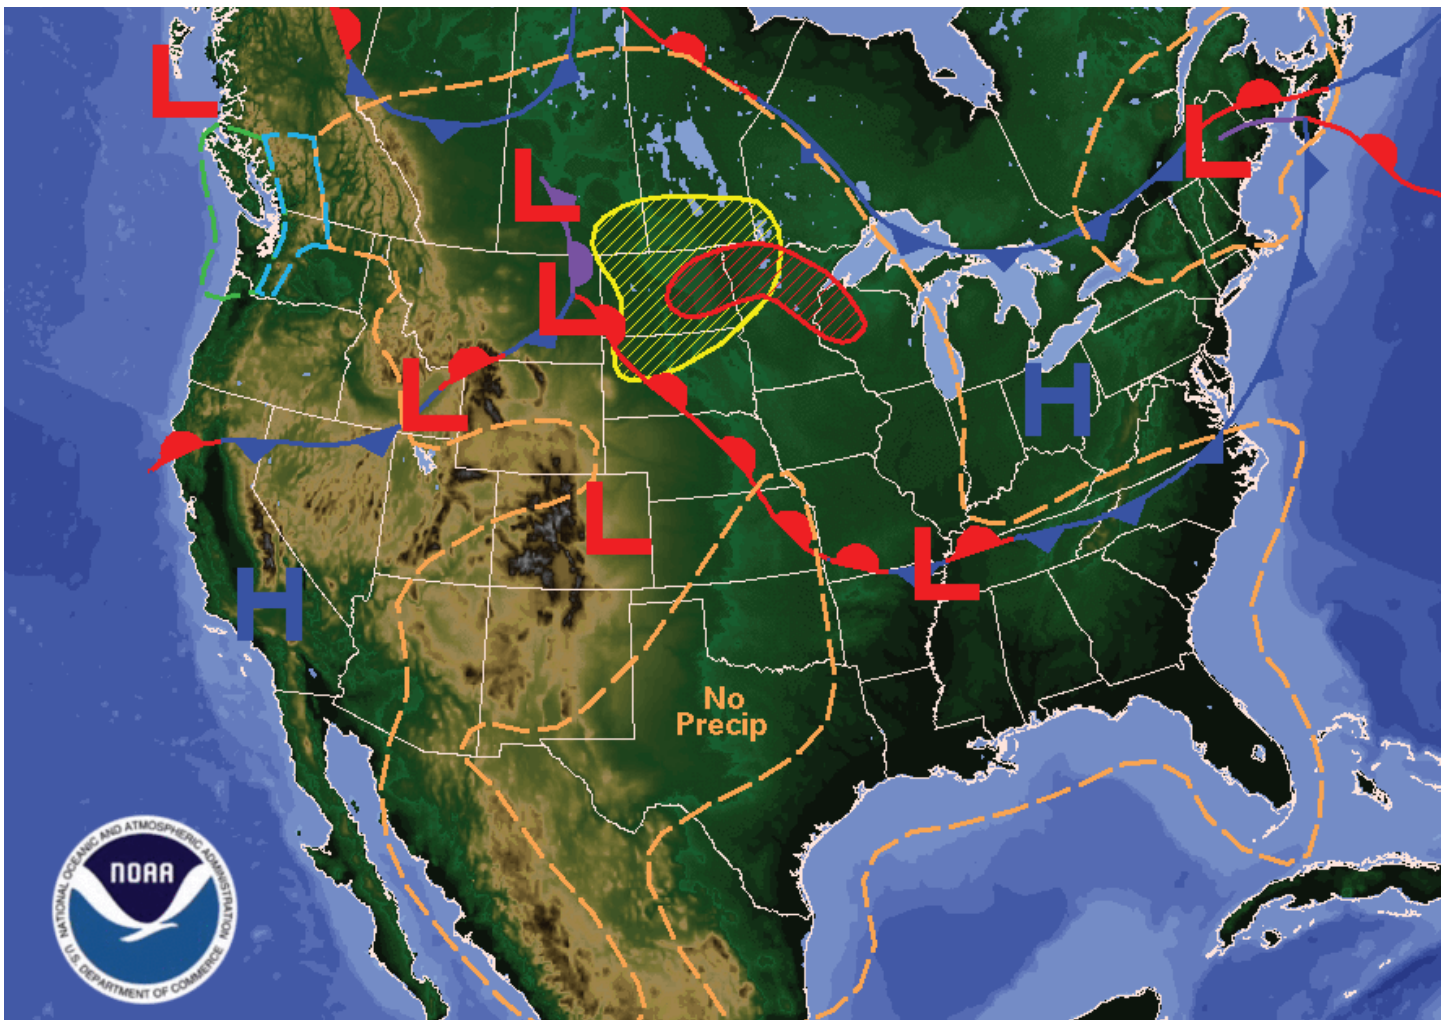 L
L
L
L
L
H
L
No
Precip
L
L
H
NATIONAL OCEANIC AND ATMOSPHERIC ADMINISTRATION
NOAA
U.S. DEPARTMENT OF COMMERCE